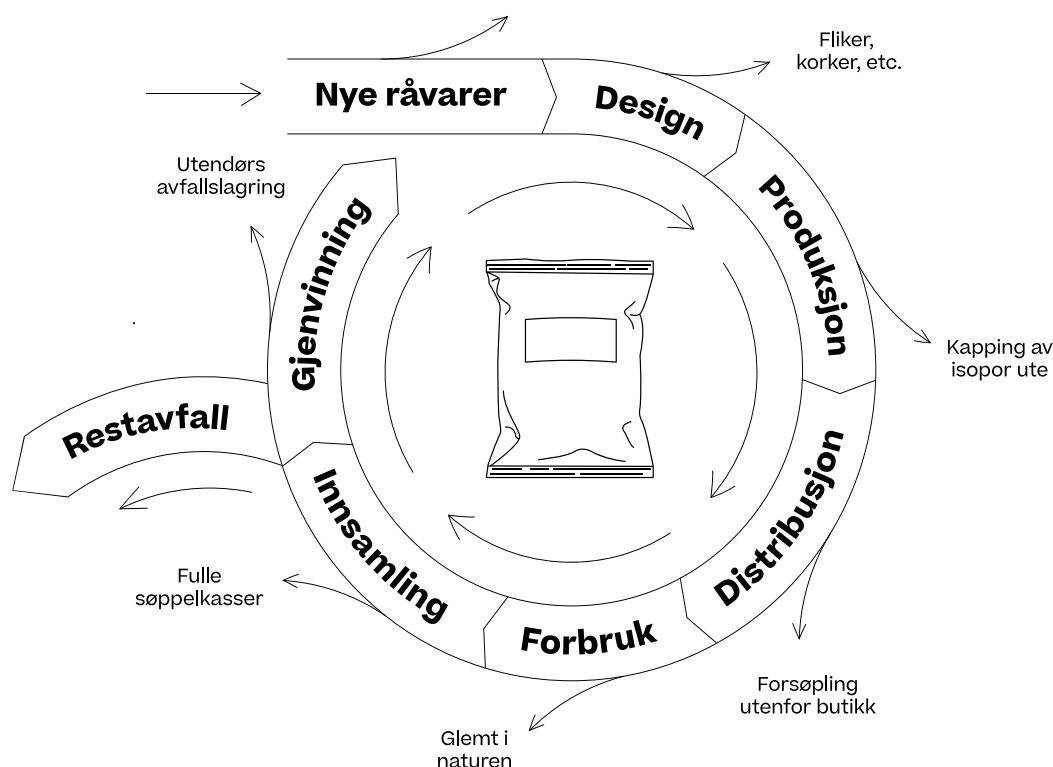 Nye råvarer
Design
Fliker,
korker, etc.
Produksjon
Kapping av
isopor ute
Distribusjon
Forsøpling
utenfor butikk
Forbruk
Glemt i
naturen
Innsamling
Fulle
søppelkasser
Restavfall
Gjenvinning
Utendørs
avfallslagring